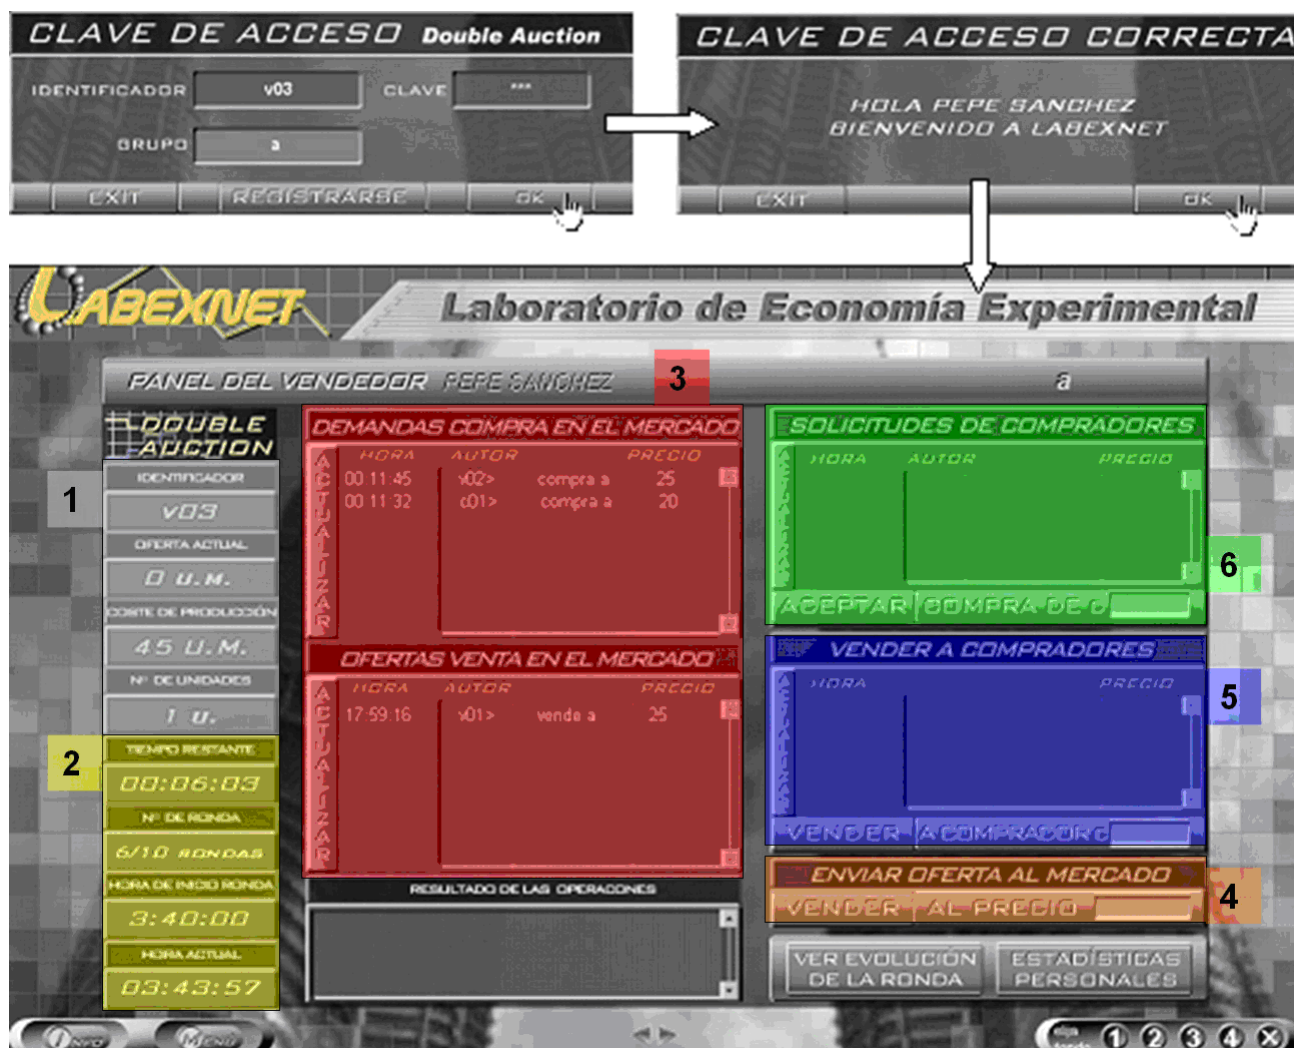 CLAVE DE ACCESO Double Auction
IDENTIFICADOR v03 CLAVE ***
GRUPO a
EXIT REGISTRARSE OK
CLAVE DE ACCESO CORRECTA
HOLA PEPE SANCHEZ
BIENVENIDO A LABEXNET
EXIT OK
LABEXNET
Laboratorio de Economía Experimental
PANEL DEL VENDEDOR PEPE SANCHEZ 3 a
DOUBLE AUCTION
1
IDENTIFICADOR
v03
OFERTA ACTUAL
0 U.M.
COSTE DE PRODUCCIÓN
45 U.M.
Nº DE UNIDADES
1 U.
2
TIEMPO RESTANTE
00:06:03
Nº DE RONDA
6/10 RONDAS
HORA DE INICIO RONDA
3:40:00
HORA ACTUAL
03:43:57
DEMANDAS COMPRA EN EL MERCADO
ACTUALIZAR
HORA AUTOR PRECIO
00:11:45 v02> compra a 25
00:11:32 c01> compra a 20
OFERTAS VENTA EN EL MERCADO
ACTUALIZAR
HORA AUTOR PRECIO
17:59:16 v01> vende a 25
RESULTADO DE LAS OPERACONES
SOLICITUDES DE COMPRADORES
ACTUALIZAR
HORA AUTOR PRECIO
6
ACEPTAR COMPRA DE C
VENDER A COMPRADORES
ACTUALIZAR
HORA PRECIO
5
VENDER A COMPRADOR C
ENVIAR OFERTA AL MERCADO
4
VENDER AL PRECIO
VER EVOLUCIÓN DE LA RONDA
ESTADÍSTICAS PERSONALES
INFO MENÚ
1 2 3 4 X